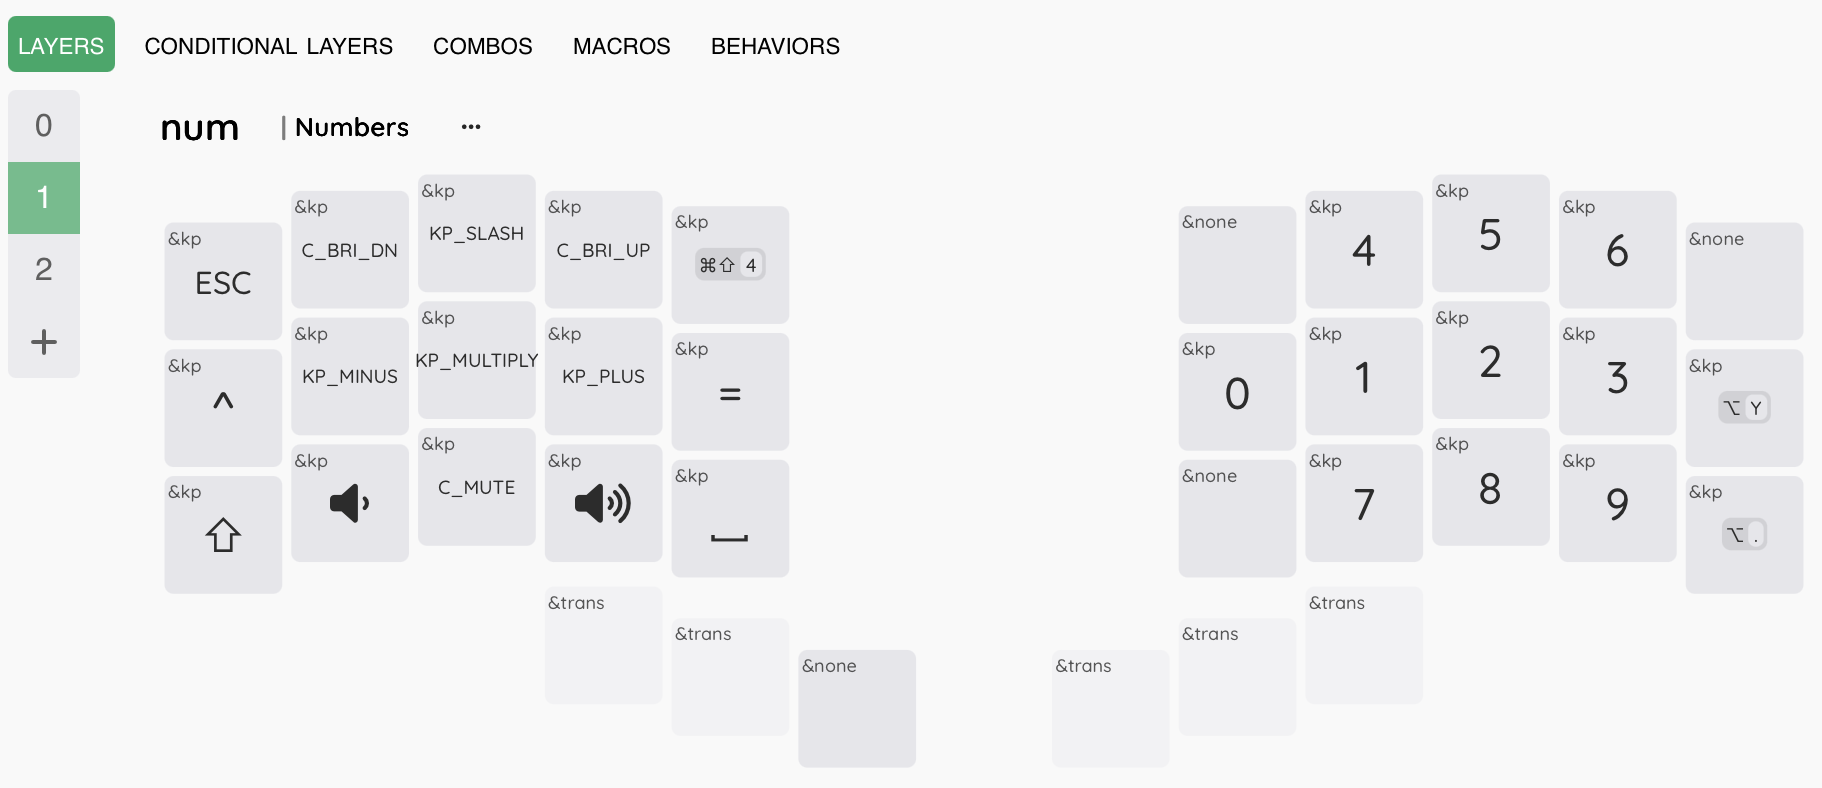 LAYERS CONDITIONAL LAYERS COMBOS MACROS BEHAVIORS
0
1
2
+
num | Numbers ...
&kp ESC
&kp C_BRI_DN
&kp KP_SLASH
&kp C_BRI_UP
&kp ⌘⇧ 4
&none
&kp 4
&kp 5
&kp 6
&none
&kp ^
&kp KP_MINUS
&kp KP_MULTIPLY
&kp KP_PLUS
&kp =
&kp 0
&kp 1
&kp 2
&kp 3
&kp ⌥ Y
&kp ⇧
&kp
&kp C_MUTE
&kp
&kp ⎵
&none
&kp 7
&kp 8
&kp 9
&kp ⌥ .
&trans
&trans
&none
&trans
&trans
&trans